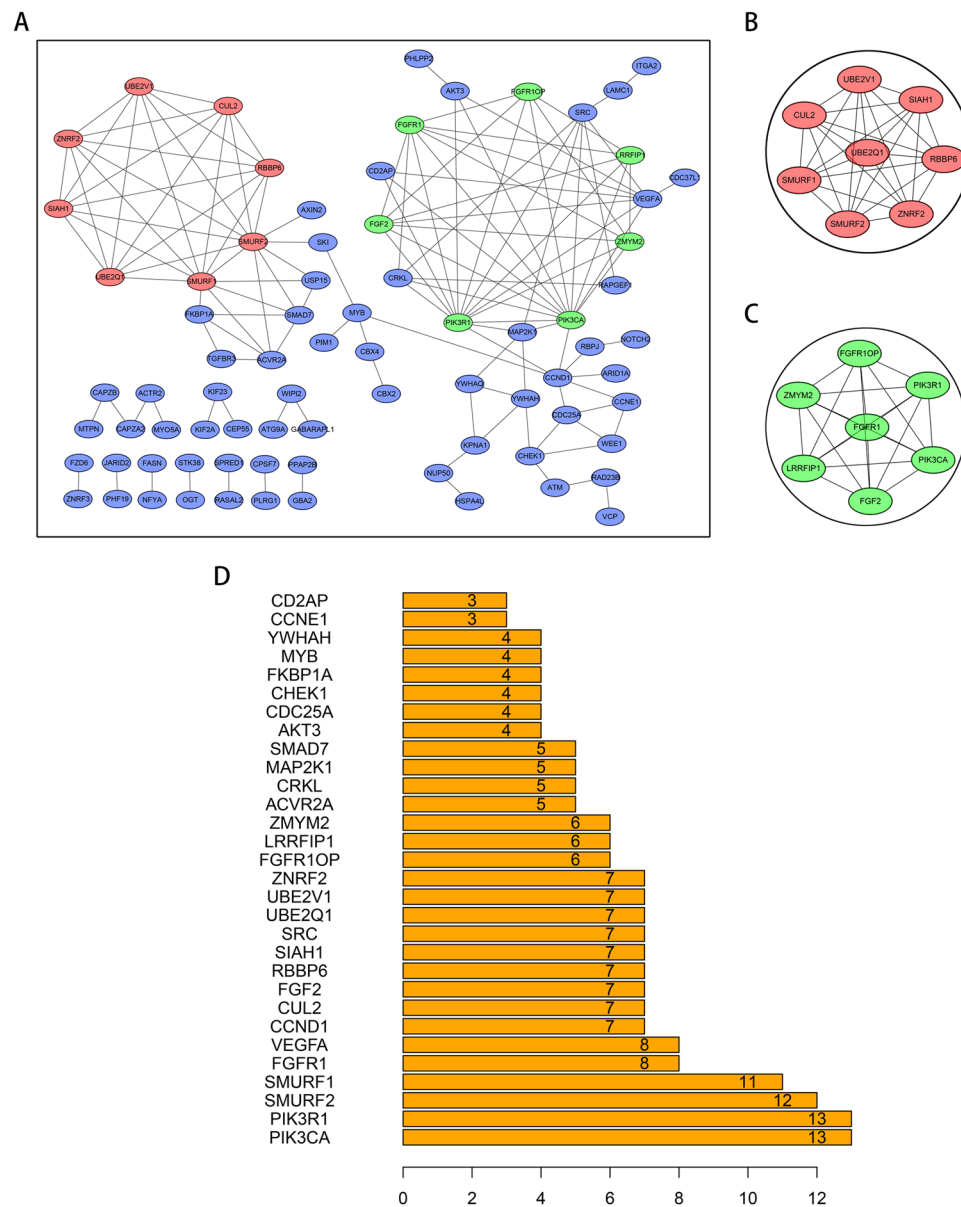 A
B
UBE2V1
CUL2
ZNRF2
RBBP6
SIAH1
SMURF2
UBE2Q1
SMURF1
AXIN2
SKI
USP15
FKBP1A
SMAD7
TGFBR3
ACVR2A
MYB
PIM1
CBX4
CBX2
PHLPP2
AKT3
FGFR1OP
ITGA2
LAMC1
SRC
FGFR1
LRRFIP1
CD2AP
CDC37L1
VEGFA
FGF2
ZMYM2
CRKL
RAPGEF1
PIK3R1
PIK3CA
MAP2K1
NOTCH2
RBPJ
CCND1
ARID1A
YWHAQ
YWHAH
CCNE1
CDC25A
KPNA1
WEE1
CHEK1
NUP50
HSPA4L
ATM
RAD23B
VCP
CAPZB
ACTR2
KIF23
WIPI2
MTPN
CAPZA2
MYO5A
KIF2A
CEP55
ATG9A
GABARAPL1
FZD6
JARID2
FASN
STK38
SPRED1
CPSF7
PPAP2B
ZNRF3
PHF19
NFYA
OGT
RASAL2
PLRG1
GBA2
UBE2V1
SIAH1
CUL2
UBE2Q1
RBBP6
SMURF1
ZNRF2
SMURF2
C
FGFR1OP
PIK3R1
ZMYM2
FGFR1
PIK3CA
LRRFIP1
FGF2
D
CD2AP 3
CCNE1 3
YWHAH 4
MYB 4
FKBP1A 4
CHEK1 4
CDC25A 4
AKT3 4
SMAD7 5
MAP2K1 5
CRKL 5
ACVR2A 5
ZMYM2 6
LRRFIP1 6
FGFR1OP 6
ZNRF2 7
UBE2V1 7
UBE2Q1 7
SRC 7
SIAH1 7
RBBP6 7
FGF2 7
CUL2 7
CCND1 7
VEGFA 8
FGFR1 8
SMURF1 11
SMURF2 12
PIK3R1 13
PIK3CA 13
0 2 4 6 8 10 12